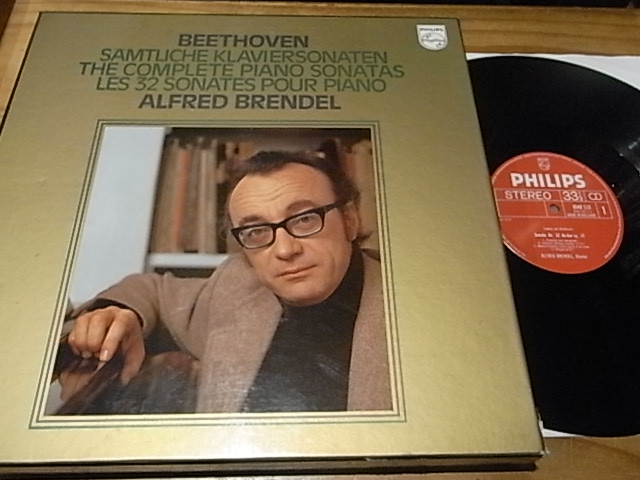 BEETHOVEN
SAMTLICHE KLAVIERSONATEN
THE COMPLETE PIANO SONATAS
LES 32 SONATES POUR PIANO
ALFRED BRENDEL
PHILIPS
PHILIPS
STEREO
33
1
ALFRED BRENDEL